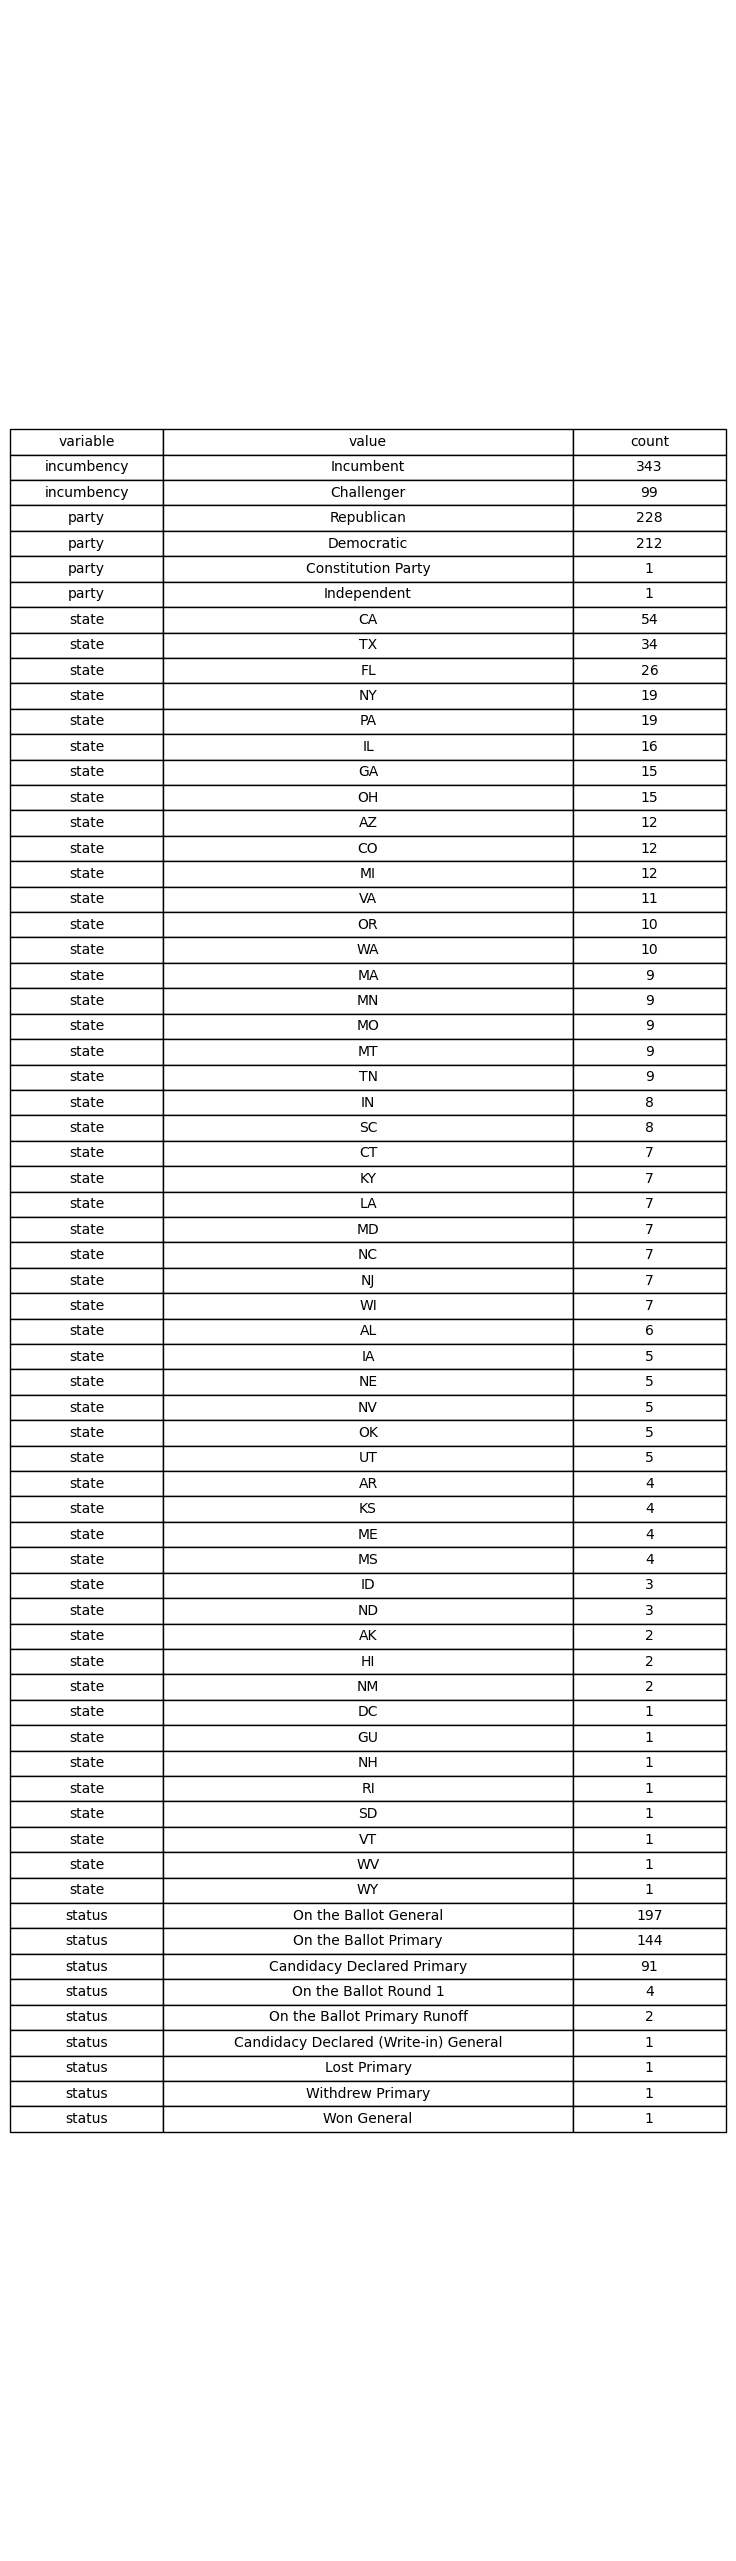 variable value count
incumbency Incumbent 343
incumbency Challenger 99
party Republican 228
party Democratic 212
party Constitution Party 1
party Independent 1
state CA 54
state TX 34
state FL 26
state NY 19
state PA 19
state IL 16
state GA 15
state OH 15
state AZ 12
state CO 12
state MI 12
state VA 11
state OR 10
state WA 10
state MA 9
state MN 9
state MO 9
state MT 9
state TN 9
state IN 8
state SC 8
state CT 7
state KY 7
state LA 7
state MD 7
state NC 7
state NJ 7
state WI 7
state AL 6
state IA 5
state NE 5
state NV 5
state OK 5
state UT 5
state AR 4
state KS 4
state ME 4
state MS 4
state ID 3
state ND 3
state AK 2
state HI 2
state NM 2
state DC 1
state GU 1
state NH 1
state RI 1
state SD 1
state VT 1
state WV 1
state WY 1
status On the Ballot General 197
status On the Ballot Primary 144
status Candidacy Declared Primary 91
status On the Ballot Round 1 4
status On the Ballot Primary Runoff 2
status Candidacy Declared (Write-in) General 1
status Lost Primary 1
status Withdrew Primary 1
status Won General 1